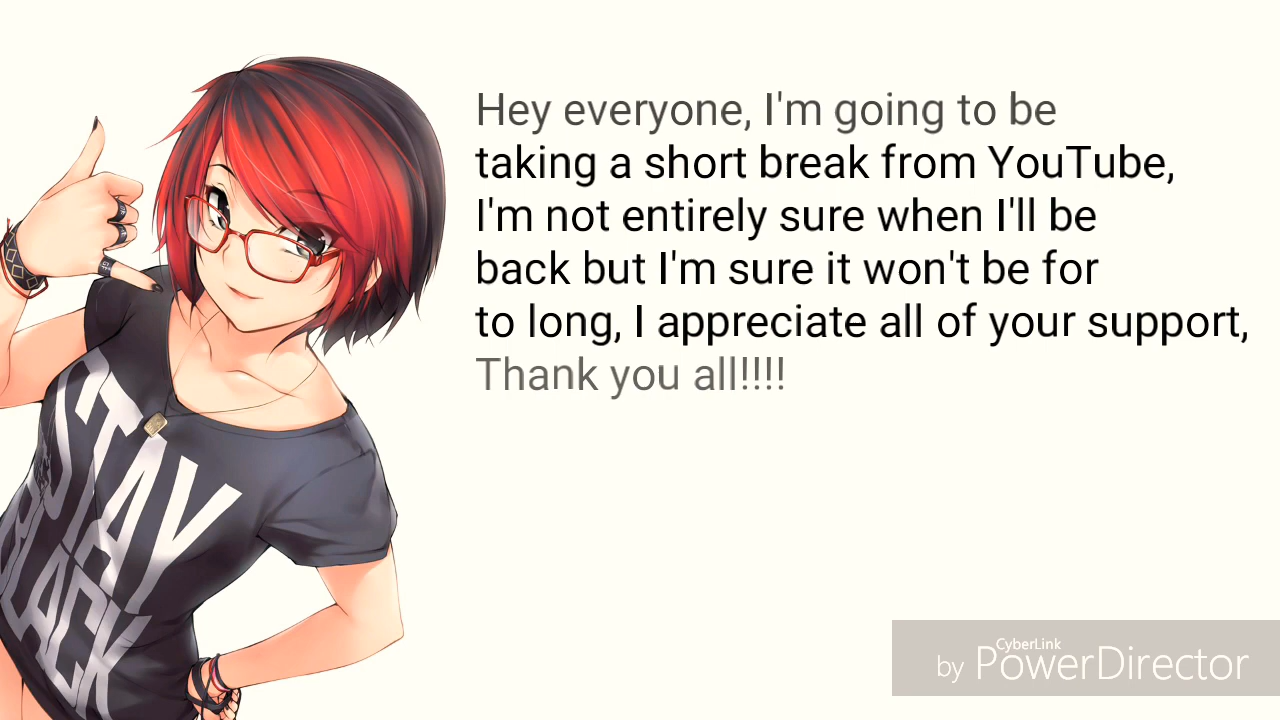 Hey everyone, I'm going to be
taking a short break from YouTube,
I'm not entirely sure when I'll be
back but I'm sure it won't be for
to long, I appreciate all of your support,
Thank you all!!!!
STAY
BLACK
CyberLink
by PowerDirector